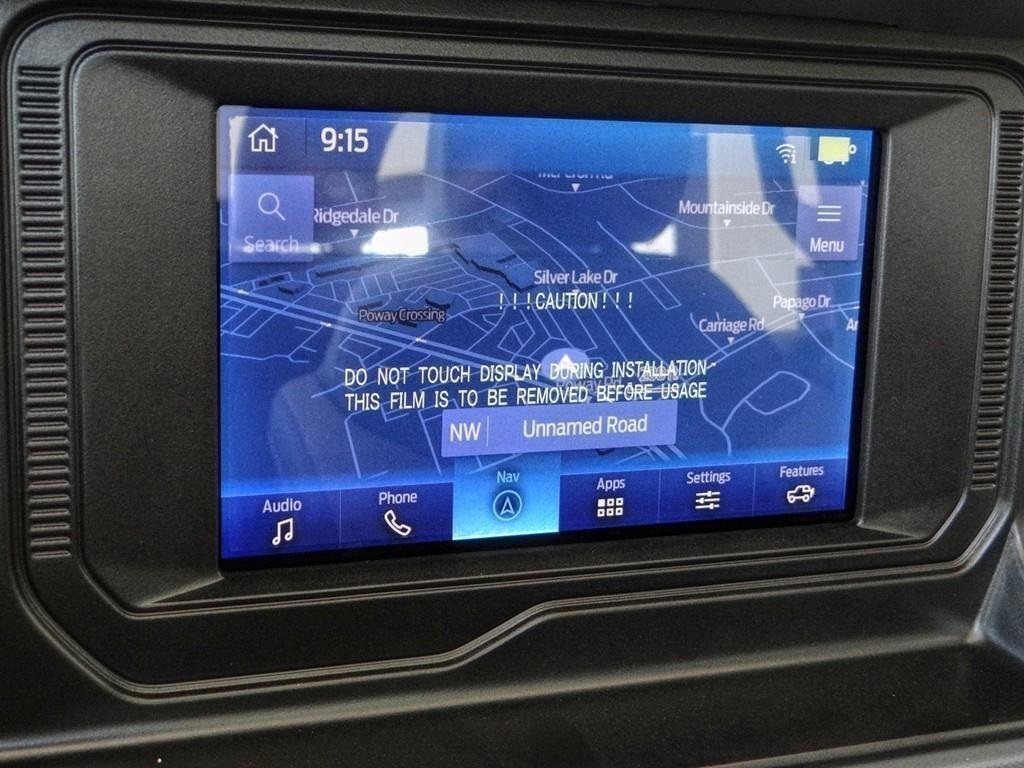 9:15
Search
Ridgedale Dr
Mountainside Dr
Menu
Silver Lake Dr
! ! ! CAUTION ! ! !
Papago Dr
Poway Crossing
Carriage Rd
DO NOT TOUCH DISPLAY DURING INSTALLATION
THIS FILM IS TO BE REMOVED BEFORE USAGE
NW
Unnamed Road
Audio
Phone
Nav
Apps
Settings
Features